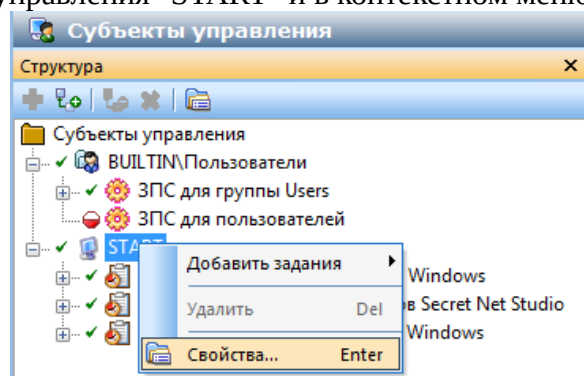 управления "START" и в контекстном меню
Субъекты управления
Структура
Субъекты управления
BUILTIN\Пользователи
ЗПС для группы Users
ЗПС для пользователей
START
Добавить задания
Windows
Удалить Del
в Secret Net Studio
Windows
Свойства... Enter